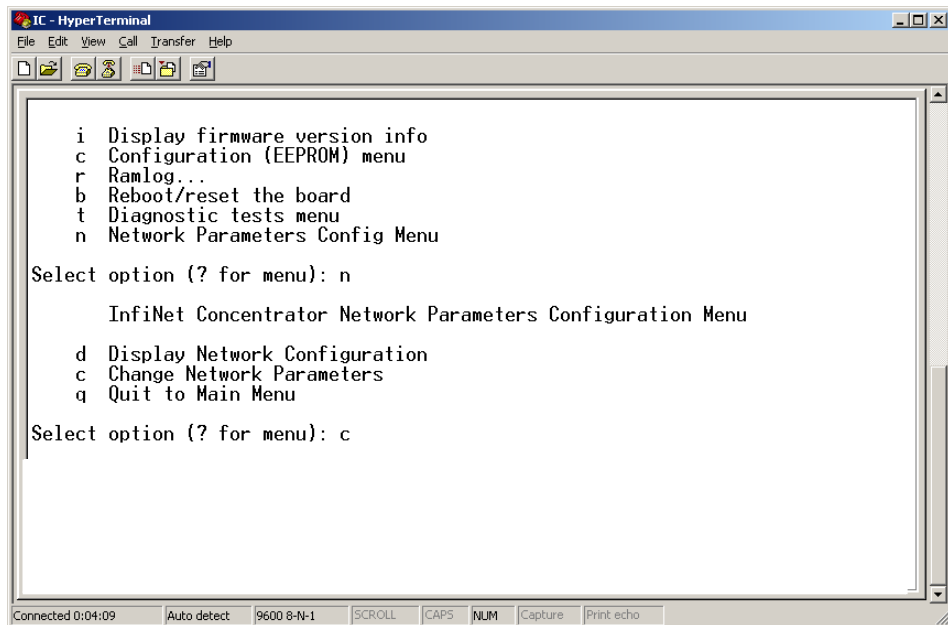 IC - HyperTerminal
File Edit View Call Transfer Help
i Display firmware version info
c Configuration (EEPROM) menu
r Ramlog...
b Reboot/reset the board
t Diagnostic tests menu
n Network Parameters Config Menu
Select option (? for menu): n
InfiNet Concentrator Network Parameters Configuration Menu
d Display Network Configuration
c Change Network Parameters
q Quit to Main Menu
Select option (? for menu): c
Connected 0:04:09 Auto detect 9600 8-N-1 SCROLL CAPS NUM Capture Print echo